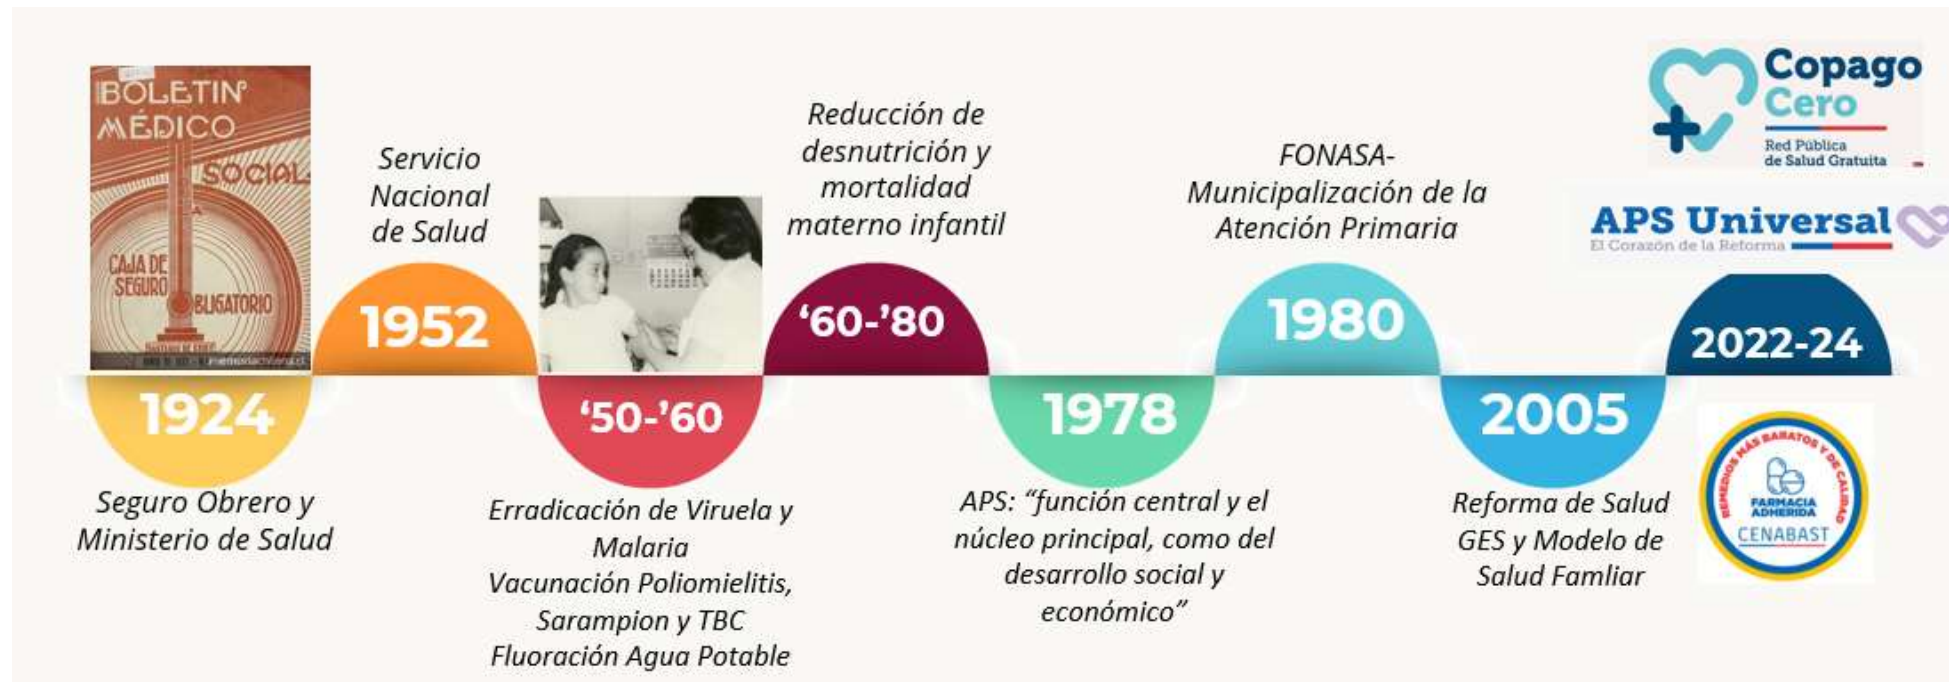 BOLETIN
MÉDICO
SOCIAL
CAJA DE
SEGURO
OBLIGATORIO
1924
Seguro Obrero y
Ministerio de Salud
Servicio
Nacional
de Salud
1952
‘50-’60
Erradicación de Viruela y
Malaria
Vacunación Poliomielitis,
Sarampion y TBC
Fluoración Agua Potable
Reducción de
desnutrición y
mortalidad
materno infantil
‘60-’80
1978
APS: “función central y el
núcleo principal, como del
desarrollo social y
económico”
FONASA-
Municipalización de la
Atención Primaria
1980
2005
Reforma de Salud
GES y Modelo de
Salud Famliar
Copago
Cero
Red Pública
de Salud Gratuita
APS Universal
El Corazón de la Reforma
2022-24
REMEDIOS MÁS BARATOS Y DE CALIDAD
FARMACIA
ADHERIDA
CENABAST